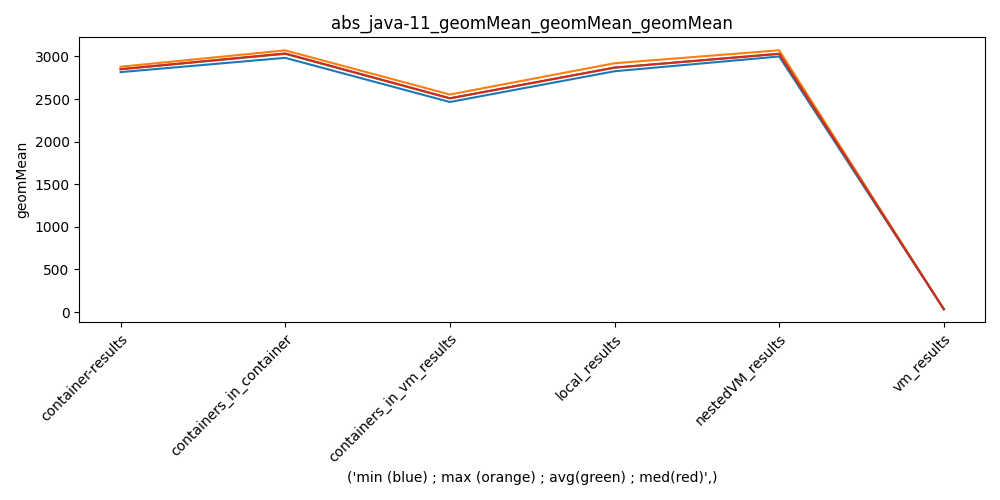 abs_java-11_geomMean_geomMean_geomMean
geomMean
3000
2500
2000
1500
1000
500
0
container-results
containers_in_container
containers_in_vm_results
local_results
nestedVM_results
vm_results
('min (blue) ; max (orange) ; avg(green) ; med(red)',)